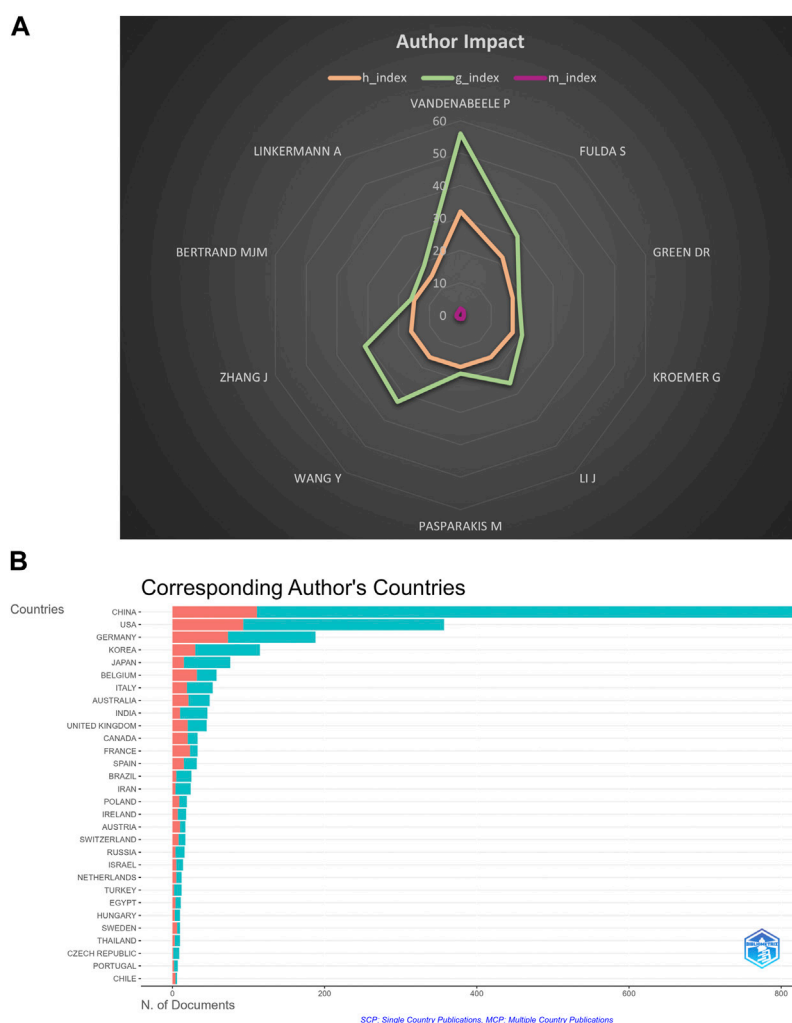 A
Author Impact
h_index g_index m_index
VANDENABEELE P
60
LINKERMANN A
FULDA S
50
40
30
BERTRAND MJM
GREEN DR
20
10
0
ZHANG J
KROEMER G
WANG Y
LI J
PASPARAKIS M
B
Corresponding Author's Countries
Countries
CHINA
USA
GERMANY
KOREA
JAPAN
BELGIUM
ITALY
AUSTRALIA
INDIA
UNITED KINGDOM
CANADA
FRANCE
SPAIN
BRAZIL
IRAN
POLAND
IRELAND
AUSTRIA
SWITZERLAND
RUSSIA
ISRAEL
NETHERLANDS
TURKEY
EGYPT
HUNGARY
SWEDEN
THAILAND
CZECH REPUBLIC
PORTUGAL
CHILE
0 200 400 600 800
N. of Documents
BIBLIOMETRIX
SCP: Single Country Publications, MCP: Multiple Country Publications